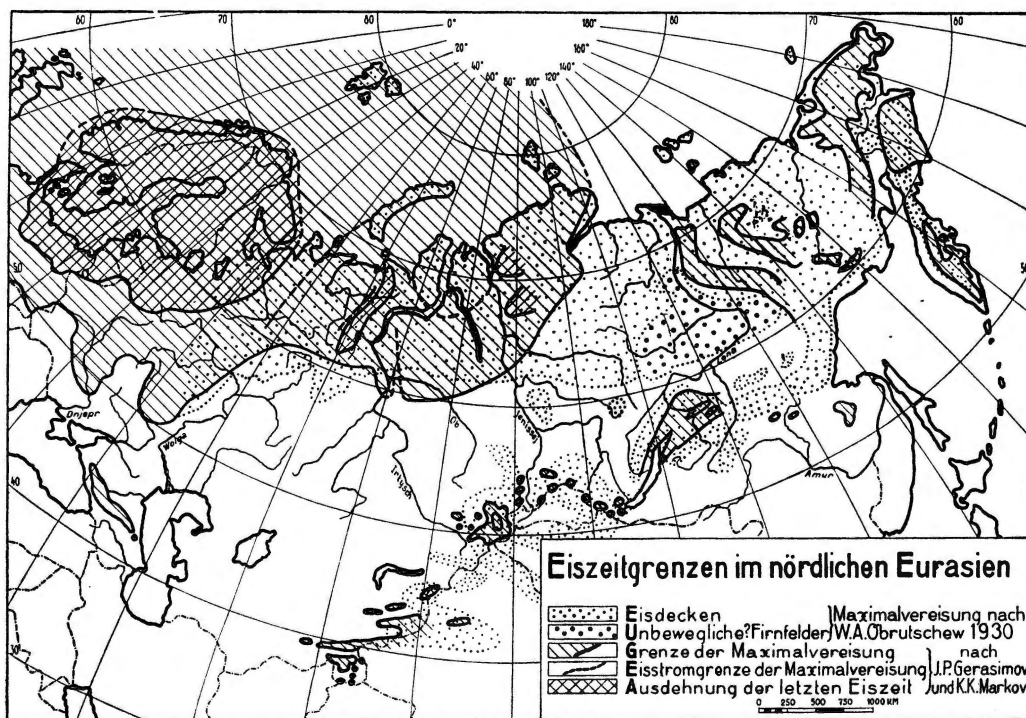 60 70 80 0° 180° 80 70 60
20° 160°
40° 60° 80° 100° 120° 140°
50
50
Dnjepr
Wolga
Ob
Jenissej
Lena
Irtysch
Amur
40
30
Eiszeitgrenzen im nördlichen Eurasien
Eisdecken }Maximalvereisung nach
Unbewegliche?Firnfelder}W.A.Obrutschew 1930
Grenze der Maximalvereisung } nach
Eisstromgrenze der Maximalvereisung } J.P.Gerasimov
Ausdehnung der letzten Eiszeit } und K.K.Markov
0 250 500 750 1000 KM